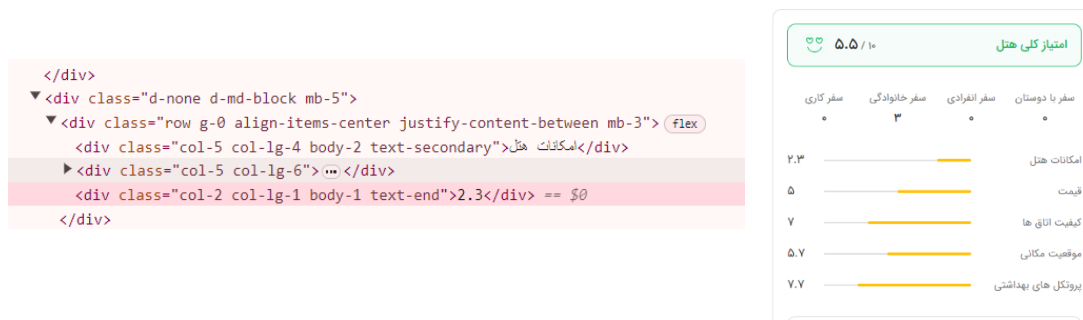 </div>
▼<div class="d-none d-md-block mb-5">
▼<div class="row g-0 align-items-center justify-content-between mb-3"> flex
<div class="col-5 col-lg-4 body-2 text-secondary">امکانات هتل</div>
▶<div class="col-5 col-lg-6">…</div>
<div class="col-2 col-lg-1 body-1 text-end">2.3</div> == $0
</div>
امتیاز کلی هتل ۵.۵ / ۱۰
سفر با دوستان سفر انفرادی سفر خانوادگی سفر کاری
۰ ۰ ۳ ۰
امکانات هتل ۲.۳
قیمت ۵
کیفیت اتاق ها ۷
موقعیت مکانی ۵.۷
پروتکل های بهداشتی ۷.۷